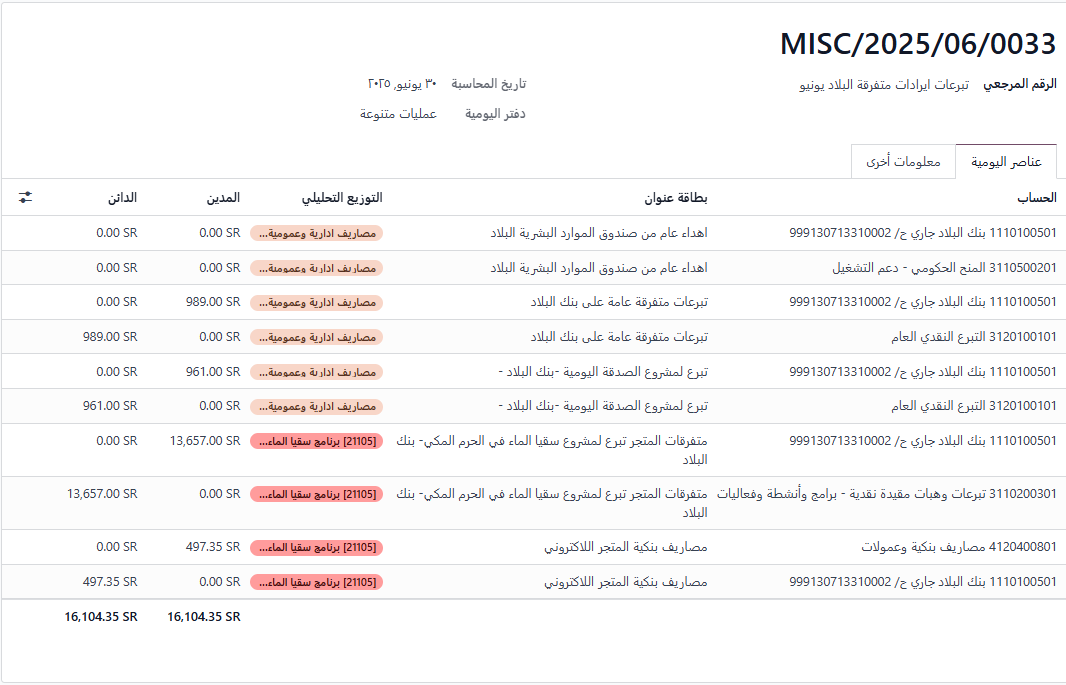 MISC/2025/06/0033
الرقم المرجعي تبرعات ايرادات متفرقة البلاد يونيو
تاريخ المحاسبة ٣٠ يونيو, ٢٠٢٥
دفتر اليومية عمليات متنوعة
عناصر اليومية معلومات أخرى
الحساب بطاقة عنوان التوزيع التحليلي المدين الدائن
1110100501 بنك البلاد جاري ح/ 999130713310002 اهداء عام من صندوق الموارد البشرية البلاد مصاريف ادارية وعمومية... 0.00 SR 0.00 SR
3110500201 المنح الحكومي - دعم التشغيل اهداء عام من صندوق الموارد البشرية البلاد مصاريف ادارية وعمومية... 0.00 SR 0.00 SR
1110100501 بنك البلاد جاري ح/ 999130713310002 تبرعات متفرقة عامة على بنك البلاد مصاريف ادارية وعمومية... 989.00 SR 0.00 SR
3120100101 التبرع النقدي العام تبرعات متفرقة عامة على بنك البلاد مصاريف ادارية وعمومية... 0.00 SR 989.00 SR
1110100501 بنك البلاد جاري ح/ 999130713310002 تبرع لمشروع الصدقة اليومية -بنك البلاد - مصاريف ادارية وعمومية... 961.00 SR 0.00 SR
3120100101 التبرع النقدي العام تبرع لمشروع الصدقة اليومية -بنك البلاد - مصاريف ادارية وعمومية... 0.00 SR 961.00 SR
1110100501 بنك البلاد جاري ح/ 999130713310002 متفرقات المتجر تبرع لمشروع سقيا الماء في الحرم المكي- بنك [21105] برنامج سقيا الماء... 13,657.00 SR 0.00 SR
البلاد
3110200301 تبرعات وهبات مقيدة نقدية - برامج وأنشطة وفعاليات متفرقات المتجر تبرع لمشروع سقيا الماء في الحرم المكي- بنك [21105] برنامج سقيا الماء... 0.00 SR 13,657.00 SR
البلاد
4120400801 مصاريف بنكية وعمولات مصاريف بنكية المتجر اللاكتروني [21105] برنامج سقيا الماء... 497.35 SR 0.00 SR
1110100501 بنك البلاد جاري ح/ 999130713310002 مصاريف بنكية المتجر اللاكتروني [21105] برنامج سقيا الماء... 0.00 SR 497.35 SR
16,104.35 SR 16,104.35 SR